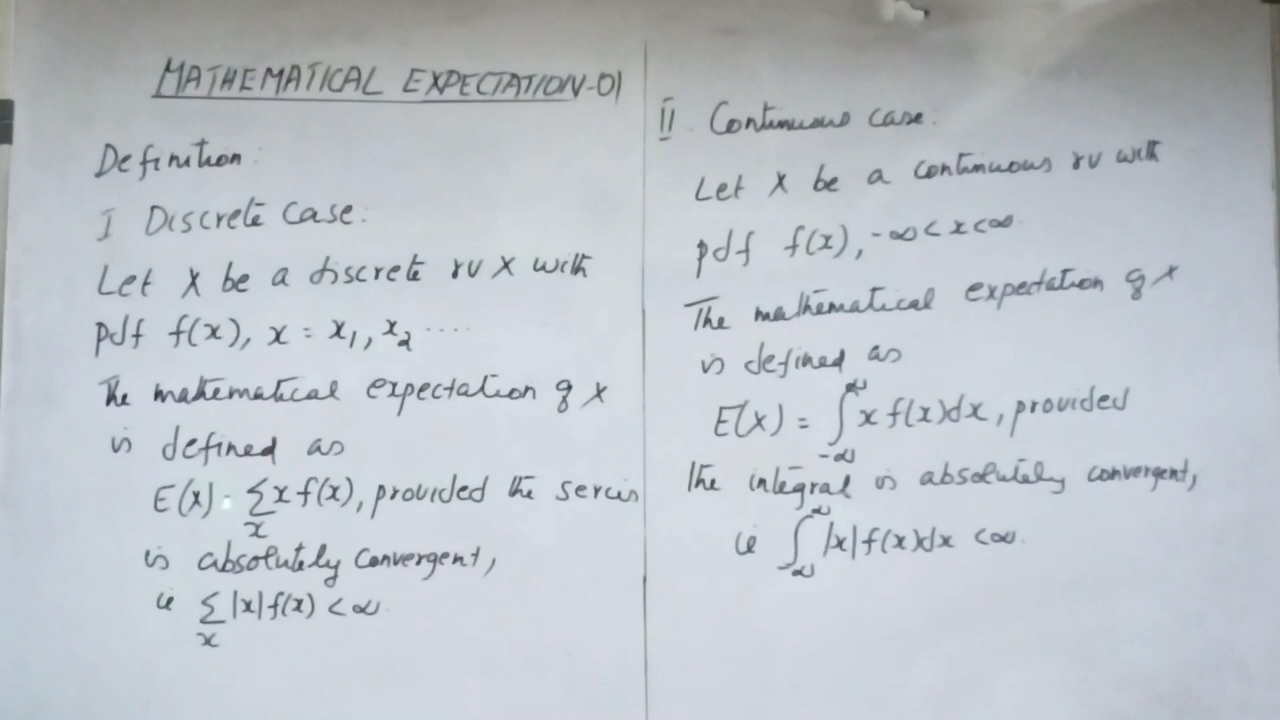 MATHEMATICAL EXPECTATION-01
Definition:
I Discrete Case:
Let X be a discrete rv X with
pdf f(x), x = x₁, x₂ ....
The mathematical expectation of X
is defined as
E(X) = ∑ₓ x f(x), provided the series
is absolutely convergent,
ie ∑ₓ |x| f(x) < ∞
II. Continuous case:
Let X be a continuous rv with
pdf f(x), -∞ < x < ∞.
The mathematical expectation of X
is defined as
E(X) = ∫_{-∞}^{∞} x f(x) dx, provided
the integral is absolutely convergent,
ie ∫_{-∞}^{∞} |x| f(x) dx < ∞.